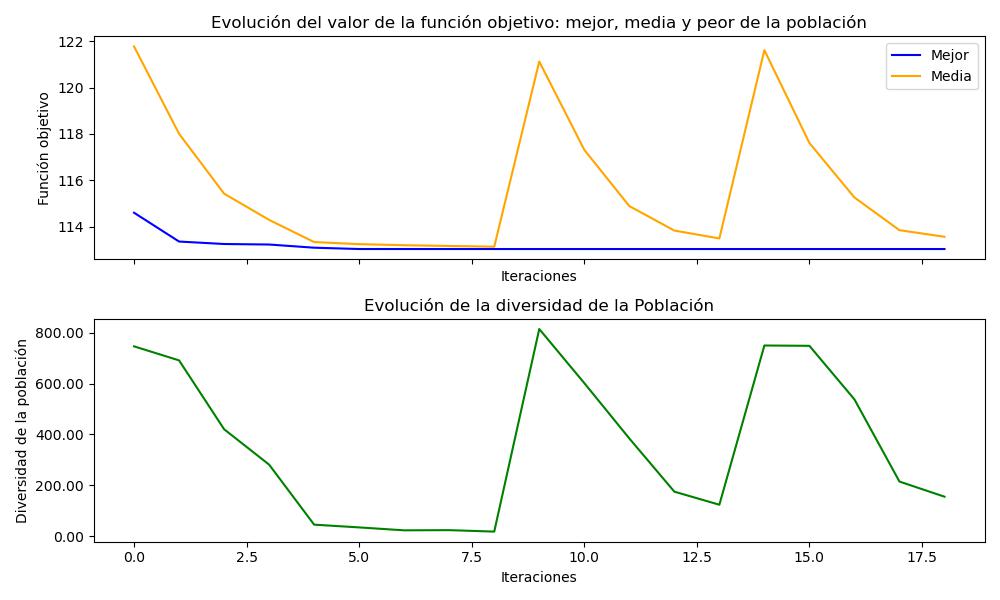 Evolución del valor de la función objetivo: mejor, media y peor de la población
122
120
118
116
114
Función objetivo
Mejor
Media
Iteraciones
Evolución de la diversidad de la Población
800.00
600.00
400.00
200.00
0.00
Diversidad de la población
0.0 2.5 5.0 7.5 10.0 12.5 15.0 17.5
Iteraciones